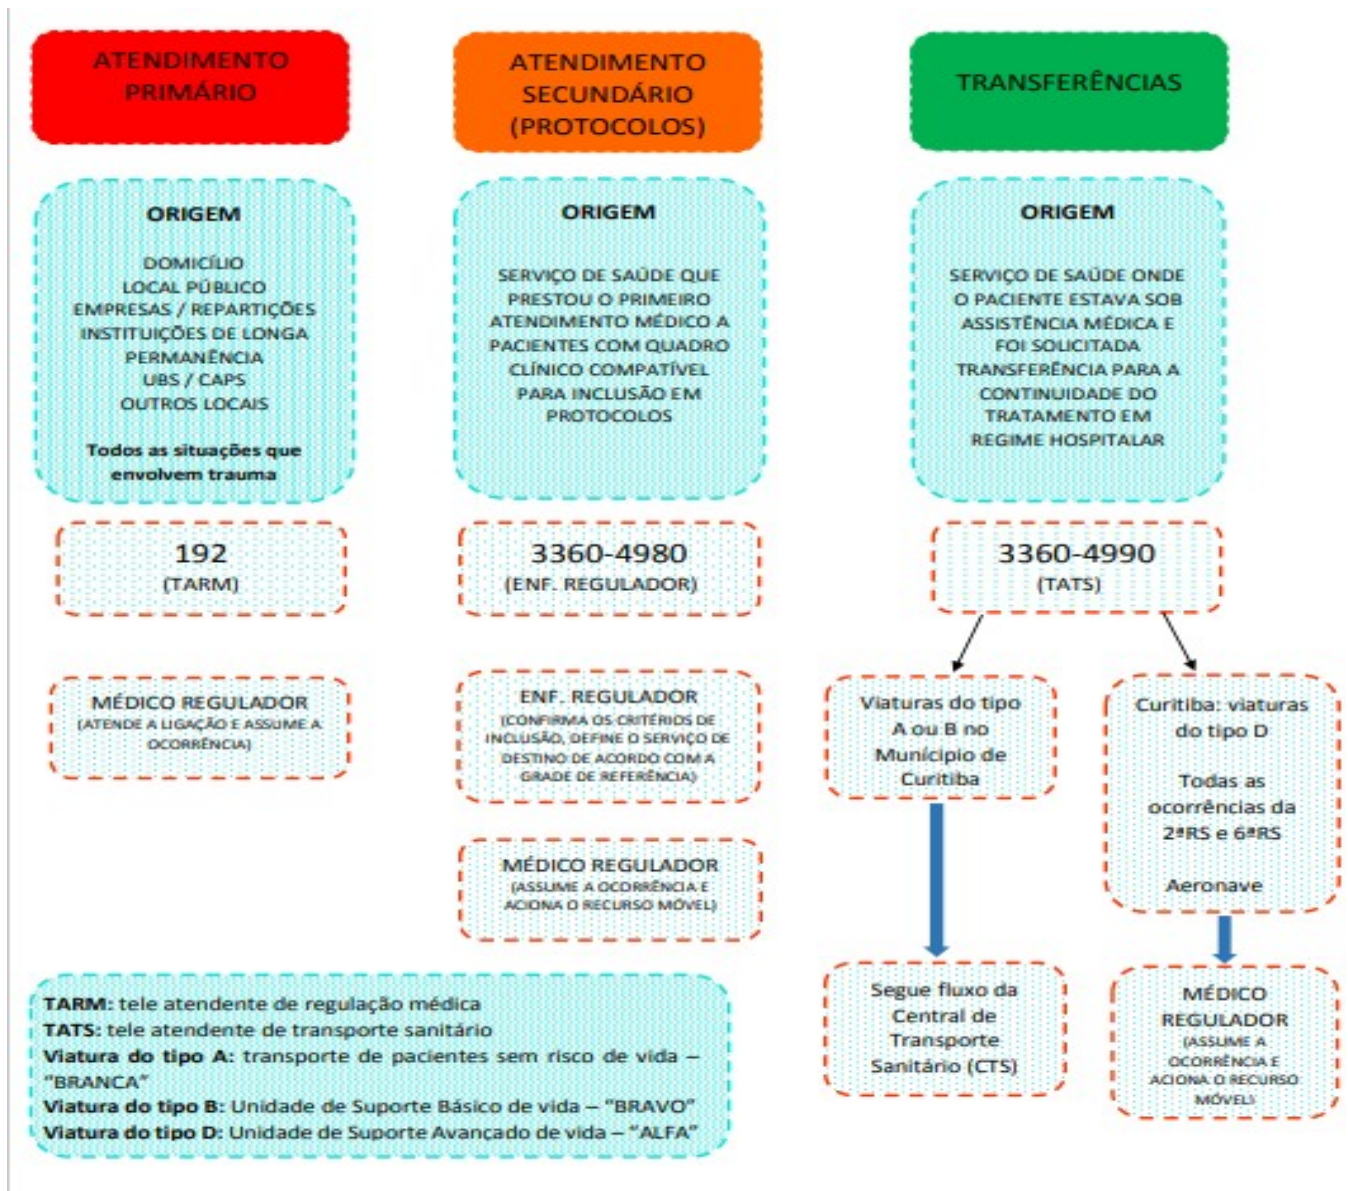 ATENDIMENTO
PRIMÁRIO
ORIGEM
DOMICÍLIO
LOCAL PÚBLICO
EMPRESAS / REPARTIÇÕES
INSTITUIÇÕES DE LONGA
PERMANÊNCIA
UBS / CAPS
OUTROS LOCAIS
Todos as situações que
envolvem trauma
192
(TARM)
MÉDICO REGULADOR
(ATENDE A LIGAÇÃO E ASSUME A
OCORRÊNCIA)
ATENDIMENTO
SECUNDÁRIO
(PROTOCOLOS)
ORIGEM
SERVIÇO DE SAÚDE QUE
PRESTOU O PRIMEIRO
ATENDIMENTO MÉDICO A
PACIENTES COM QUADRO
CLÍNICO COMPATÍVEL
PARA INCLUSÃO EM
PROTOCOLOS
3360-4980
(ENF. REGULADOR)
ENF. REGULADOR
(CONFIRMA OS CRITÉRIOS DE
INCLUSÃO, DEFINE O SERVIÇO DE
DESTINO DE ACORDO COM A
GRADE DE REFERÊNCIA)
MÉDICO REGULADOR
(ASSUME A OCORRÊNCIA E
ACIONA O RECURSO MÓVEL)
TRANSFERÊNCIAS
ORIGEM
SERVIÇO DE SAÚDE ONDE
O PACIENTE ESTAVA SOB
ASSISTÊNCIA MÉDICA E
FOI SOLICITADA
TRANSFERÊNCIA PARA A
CONTINUIDADE DO
TRATAMENTO EM
REGIME HOSPITALAR
3360-4990
(TATS)
Viaturas do tipo
A ou B no
Munícipio de
Curitiba
Segue fluxo da
Central de
Transporte
Sanitário (CTS)
Curitiba: viaturas
do tipo D
Todas as
ocorrências da
2ªRS e 6ªRS
Aeronave
MÉDICO
REGULADOR
(ASSUME A
OCORRÊNCIA E
ACIONA O RECURSO
MÓVEL)
TARM: tele atendente de regulação médica
TATS: tele atendente de transporte sanitário
Viatura do tipo A: transporte de pacientes sem risco de vida –
“BRANCA”
Viatura do tipo B: Unidade de Suporte Básico de vida – “BRAVO”
Viatura do tipo D: Unidade de Suporte Avançado de vida – “ALFA”